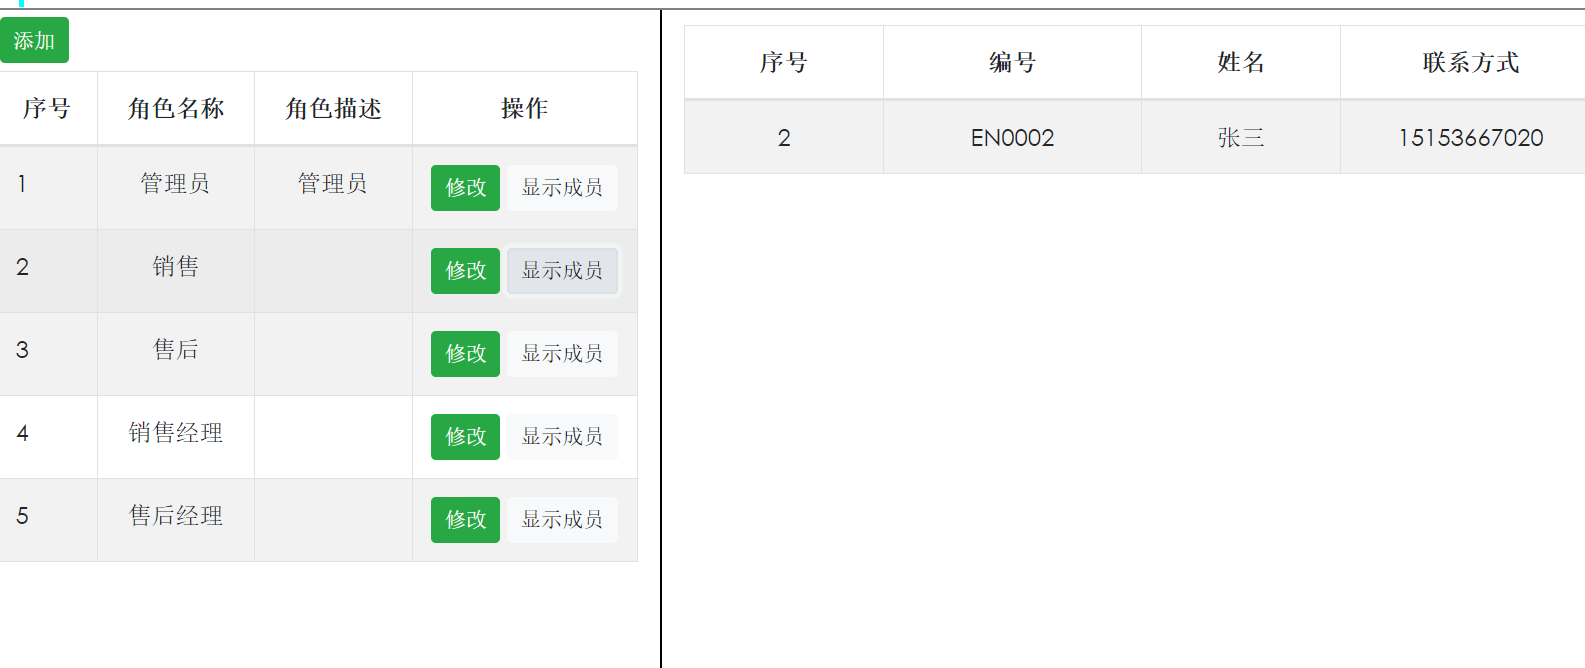 添加
序号 角色名称 角色描述 操作
1 管理员 管理员 修改 显示成员
2 销售 修改 显示成员
3 售后 修改 显示成员
4 销售经理 修改 显示成员
5 售后经理 修改 显示成员
序号 编号 姓名 联系方式
2 EN0002 张三 15153667020